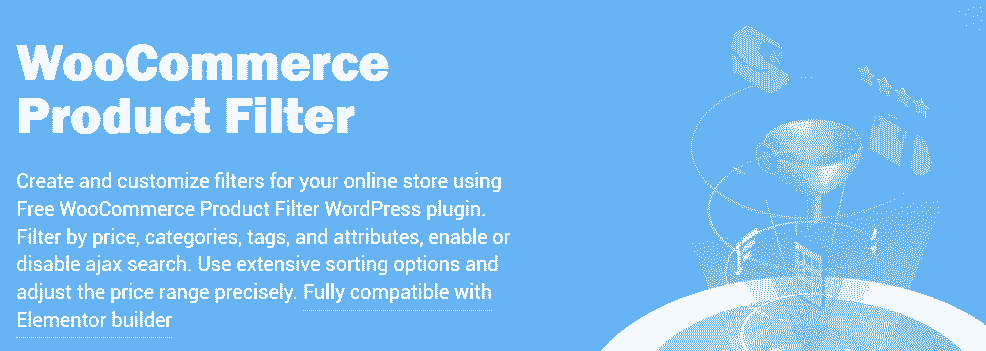 WooCommerce
Product Filter
Create and customize filters for your online store using
Free WooCommerce Product Filter WordPress plugin.
Filter by price, categories, tags, and attributes, enable or
disable ajax search. Use extensive sorting options and
adjust the price range precisely. Fully compatible with
Elementor builder